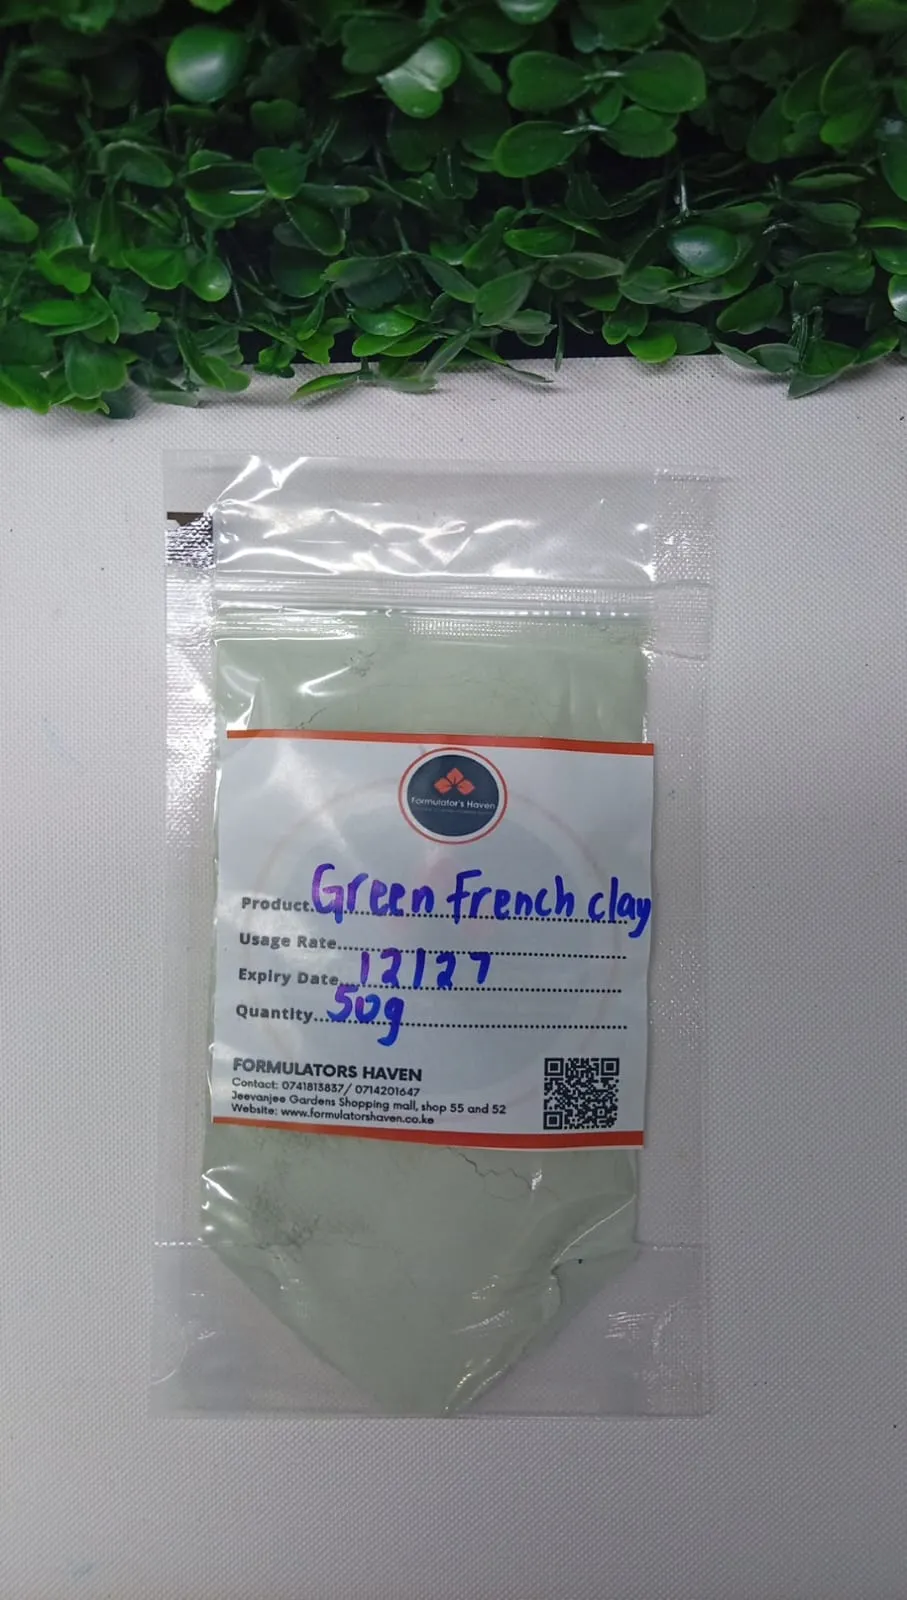 Formulator's Haven
Product.Green French clay
Usage Rate........................
Expiry Date 12/27
Quantity...50g
FORMULATORS HAVEN
Contact: 0741813837/ 0714201647
Jeevanjee Gardens Shopping mall, shop 55 and 52
Website: www.formulatorshaven.co.ke